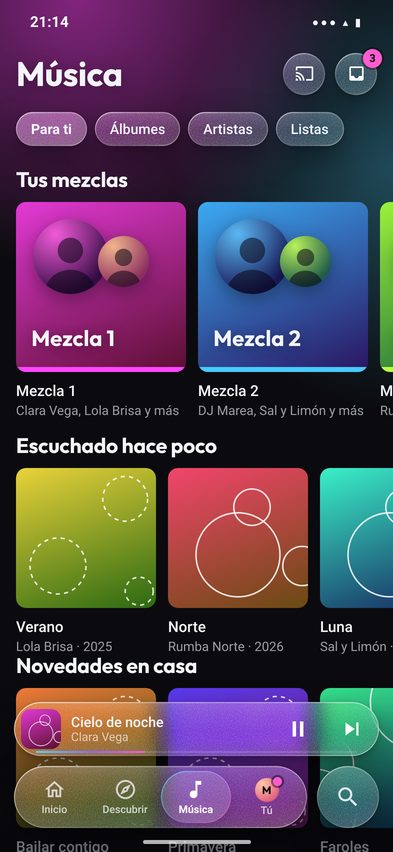 21:14
Música
3
Para ti
Álbumes
Artistas
Listas
Tus mezclas
Mezcla 1
Mezcla 2
Mezcla 1
Mezcla 2
M
Clara Vega, Lola Brisa y más
DJ Marea, Sal y Limón y más
Ru
Escuchado hace poco
Verano
Norte
Luna
Lola Brisa · 2025
Rumba Norte · 2026
Sal y Limón ·
Novedades en casa
Cielo de noche
Clara Vega
Inicio
Descubrir
Música
M
Tú
Bailar contigo
Primavera
Faroles